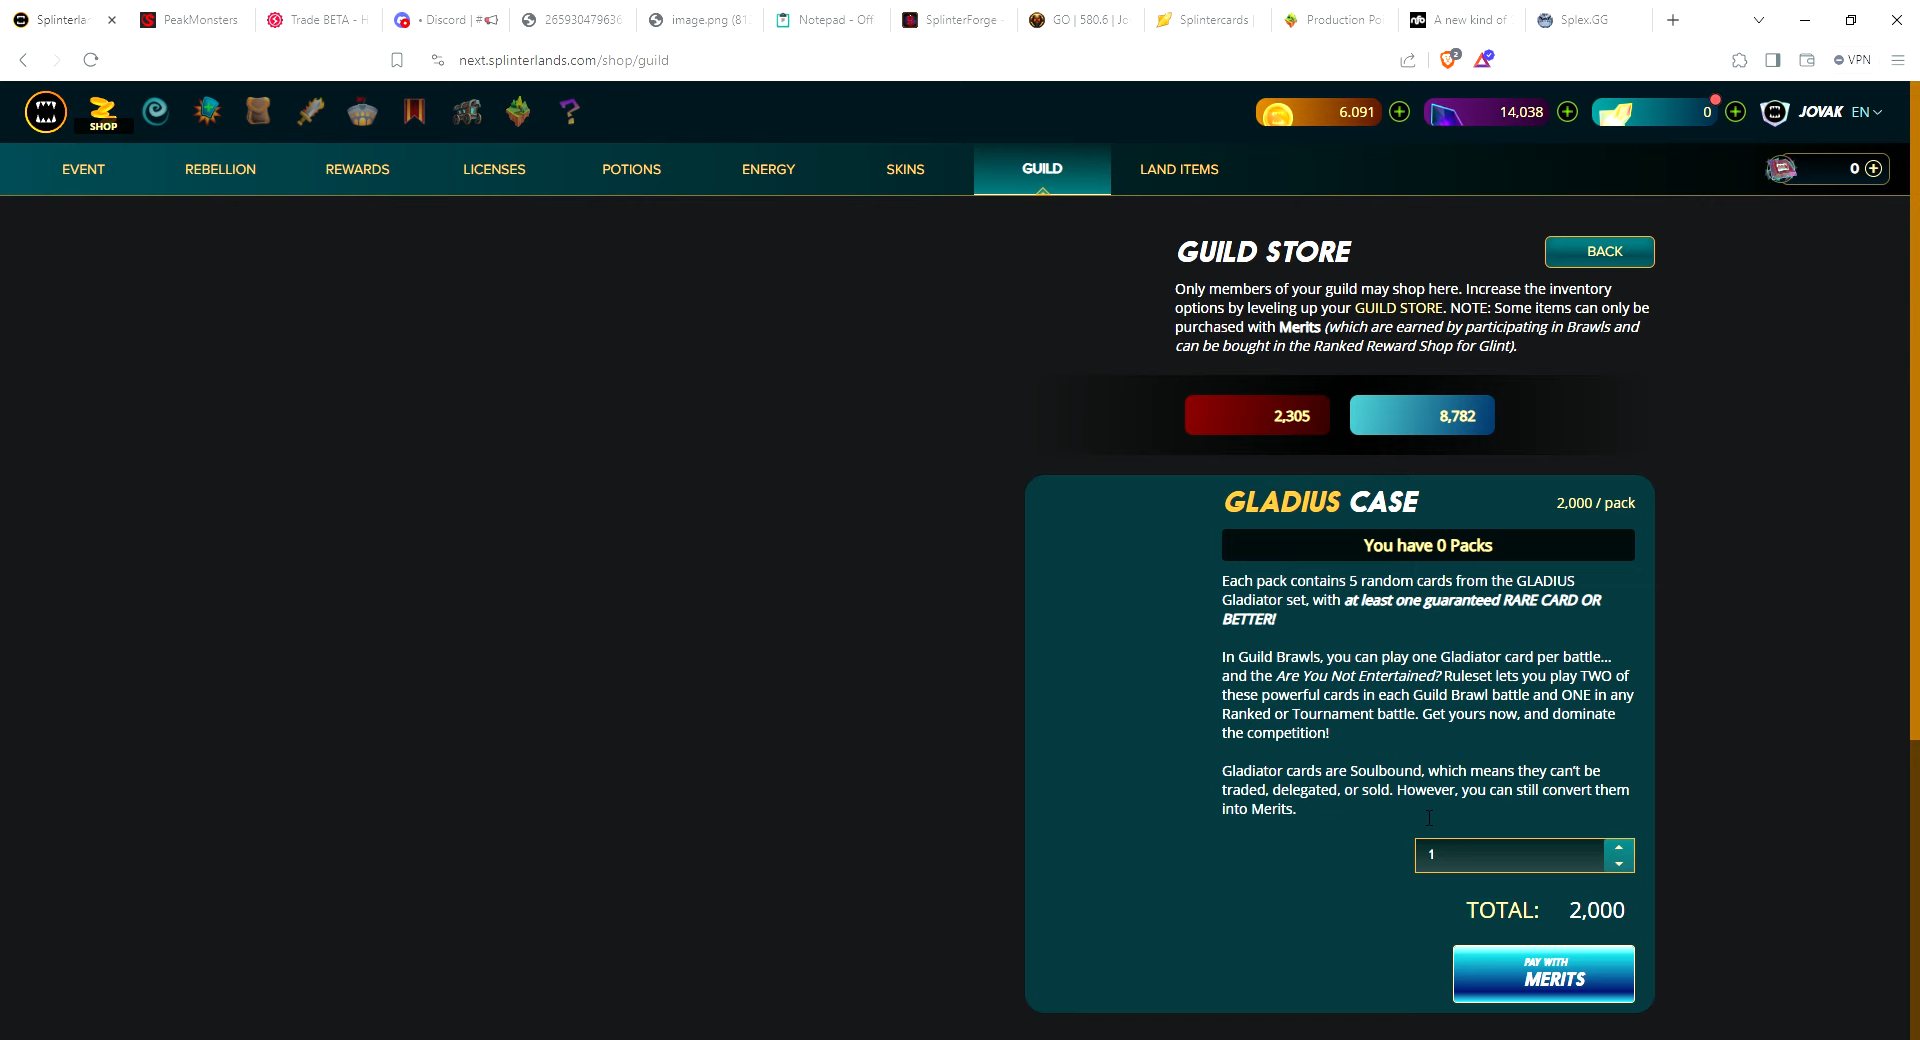 Splinterla
PeakMonsters
Trade BETA - H
• Discord | #
265930479636
image.png (81
Notepad - Off
SplinterForge
GO | 580.6 | Jo
Splintercards
Production Po
A new kind of
Splex.GG
next.splinterlands.com/shop/guild
2
VPN
SHOP
6.091
14,038
0
JOVAK
EN
EVENT
REBELLION
REWARDS
LICENSES
POTIONS
ENERGY
SKINS
GUILD
LAND ITEMS
0
GUILD STORE
BACK
Only members of your guild may shop here. Increase the inventory
options by leveling up your GUILD STORE. NOTE: Some items can only be
purchased with Merits (which are earned by participating in Brawls and
can be bought in the Ranked Reward Shop for Glint).
2,305
8,782
GLADIUS CASE
2,000 / pack
You have 0 Packs
Each pack contains 5 random cards from the GLADIUS
Gladiator set, with at least one guaranteed RARE CARD OR
BETTER!
In Guild Brawls, you can play one Gladiator card per battle...
and the Are You Not Entertained? Ruleset lets you play TWO of
these powerful cards in each Guild Brawl battle and ONE in any
Ranked or Tournament battle. Get yours now, and dominate
the competition!
Gladiator cards are Soulbound, which means they can't be
traded, delegated, or sold. However, you can still convert them
into Merits.
1
TOTAL: 2,000
PAY WITH
MERITS